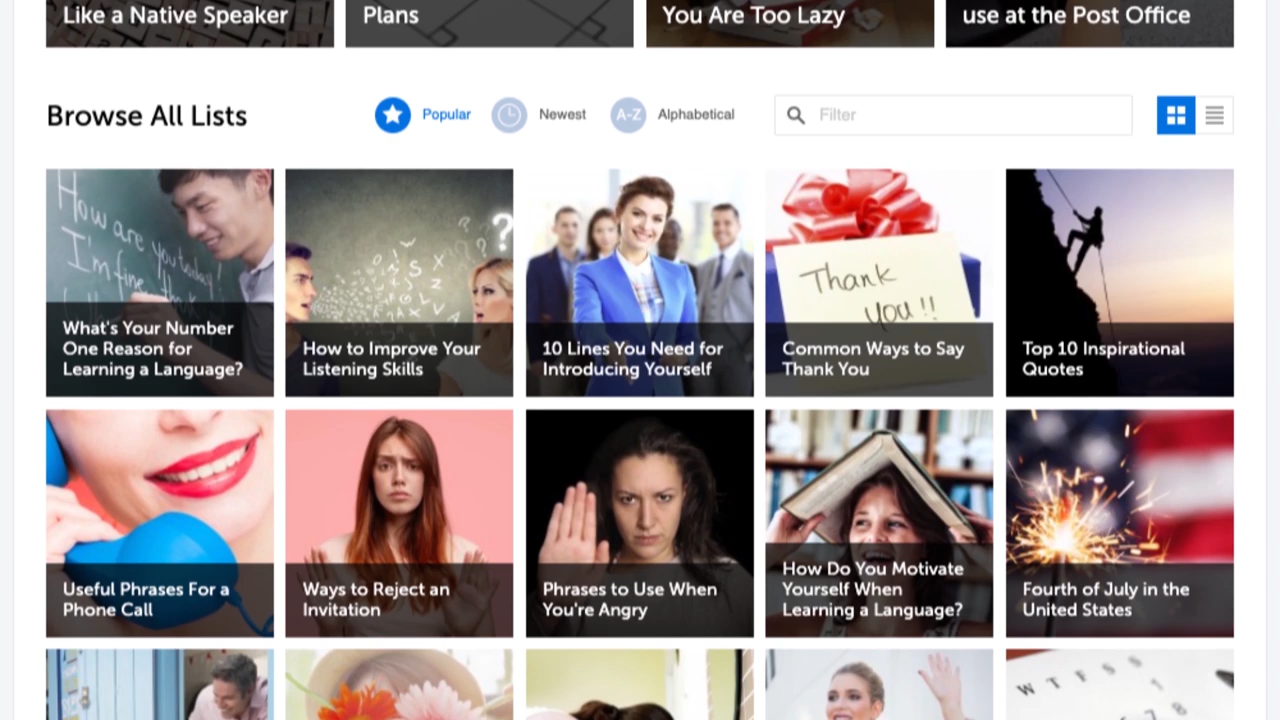 Like a Native Speaker
Plans
You Are Too Lazy
use at the Post Office
Browse All Lists
Popular
Newest
A-Z
Alphabetical
Filter
How are you today!
I'm fine, thank
What's Your Number
One Reason for
Learning a Language?
How to Improve Your
Listening Skills
10 Lines You Need for
Introducing Yourself
Thank
you!!
Common Ways to Say
Thank You
Top 10 Inspirational
Quotes
Useful Phrases For a
Phone Call
Ways to Reject an
Invitation
Phrases to Use When
You're Angry
How Do You Motivate
Yourself When
Learning a Language?
Fourth of July in the
United States
W T F S S
1
7 8